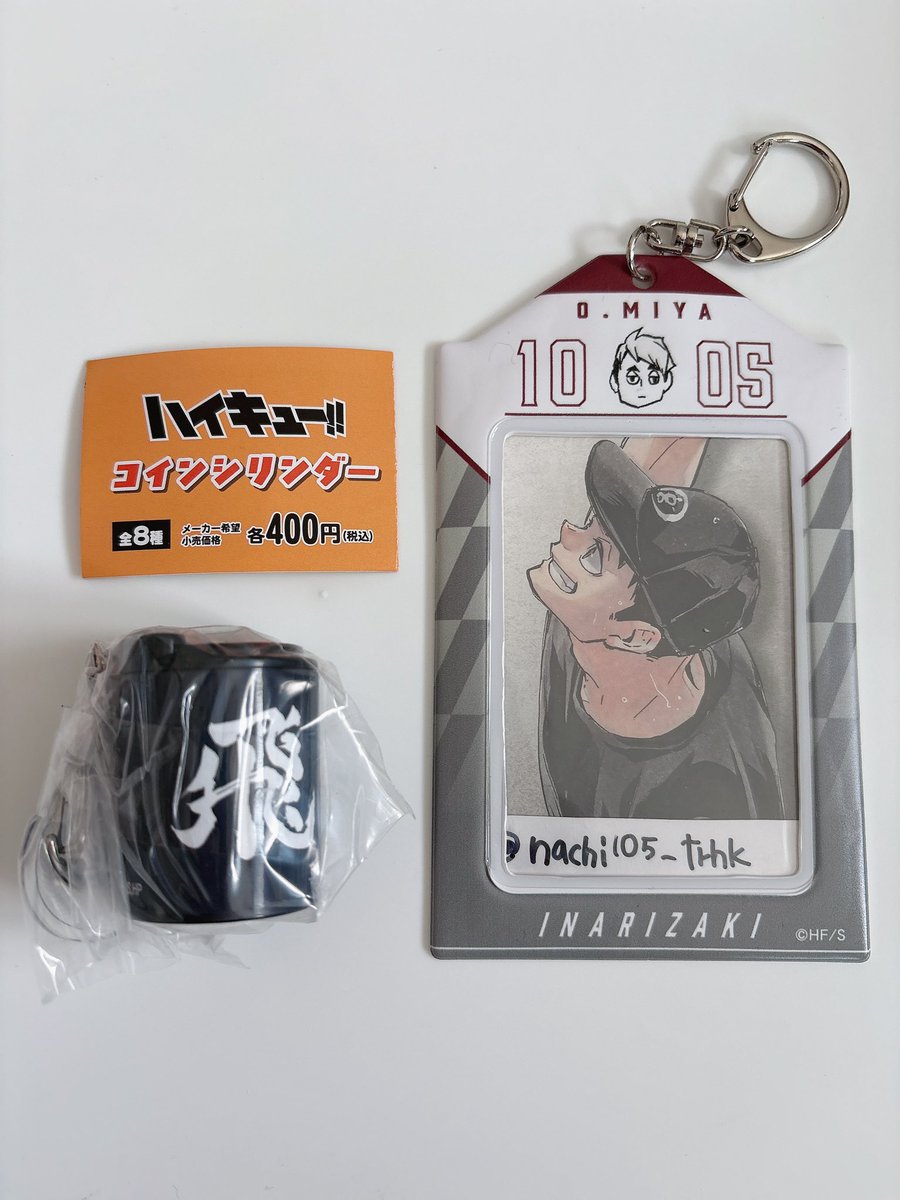 ハイキュー!!
コインシリンダー
全8種
メーカー希望
小売価格
各400円(税込)
飛
O.MIYA
10 05
@nachi105_trhk
INARIZAKI
©HF/S